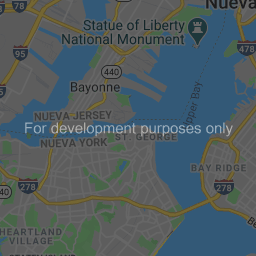 Nueva
Statue of Liberty
National Monument
78
95
440
Bayonne
Upper Bay
NUEVA JERSEY
For development purposes only
NUEVA YORK
ST. GEORGE
BAY RIDGE
278
278
440
HEARTLAND
VILLAGE